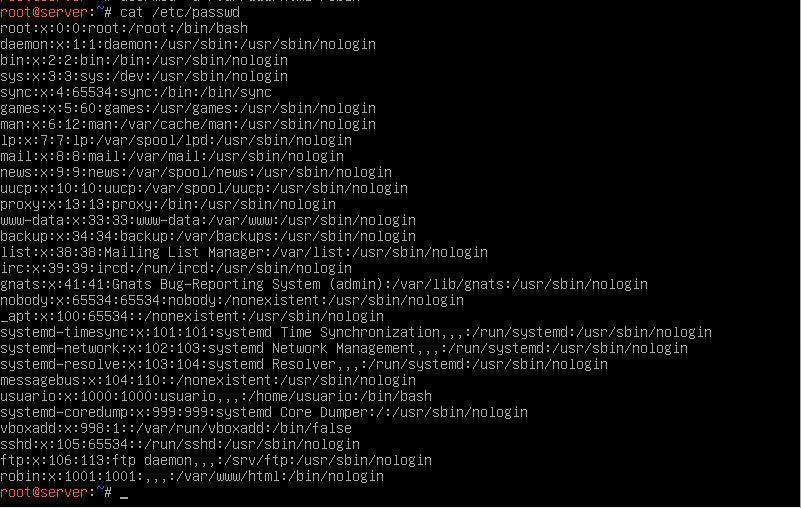 root@server:~# cat /etc/passwd
root:x:0:0:root:/root:/bin/bash
daemon:x:1:1:daemon:/usr/sbin:/usr/sbin/nologin
bin:x:2:2:bin:/bin:/usr/sbin/nologin
sys:x:3:3:sys:/dev:/usr/sbin/nologin
sync:x:4:65534:sync:/bin:/bin/sync
games:x:5:60:games:/usr/games:/usr/sbin/nologin
man:x:6:12:man:/var/cache/man:/usr/sbin/nologin
lp:x:7:7:lp:/var/spool/lpd:/usr/sbin/nologin
mail:x:8:8:mail:/var/mail:/usr/sbin/nologin
news:x:9:9:news:/var/spool/news:/usr/sbin/nologin
uucp:x:10:10:uucp:/var/spool/uucp:/usr/sbin/nologin
proxy:x:13:13:proxy:/bin:/usr/sbin/nologin
www-data:x:33:33:www-data:/var/www:/usr/sbin/nologin
backup:x:34:34:backup:/var/backups:/usr/sbin/nologin
list:x:38:38:Mailing List Manager:/var/list:/usr/sbin/nologin
irc:x:39:39:ircd:/run/ircd:/usr/sbin/nologin
gnats:x:41:41:Gnats Bug-Reporting System (admin):/var/lib/gnats:/usr/sbin/nologin
nobody:x:65534:65534:nobody:/nonexistent:/usr/sbin/nologin
_apt:x:100:65534::/nonexistent:/usr/sbin/nologin
systemd-timesync:x:101:101:systemd Time Synchronization,,,:/run/systemd:/usr/sbin/nologin
systemd-network:x:102:103:systemd Network Management,,,:/run/systemd:/usr/sbin/nologin
systemd-resolve:x:103:104:systemd Resolver,,,:/run/systemd:/usr/sbin/nologin
messagebus:x:104:110::/nonexistent:/usr/sbin/nologin
usuario:x:1000:1000:usuario,,,:/home/usuario:/bin/bash
systemd-coredump:x:999:999:systemd Core Dumper:/:/usr/sbin/nologin
vboxadd:x:998:1::/var/run/vboxadd:/bin/false
sshd:x:105:65534::/run/sshd:/usr/sbin/nologin
ftp:x:106:113:ftp daemon,,,:/srv/ftp:/usr/sbin/nologin
robin:x:1001:1001:,,,:/var/www/html:/bin/nologin
root@server:~# _